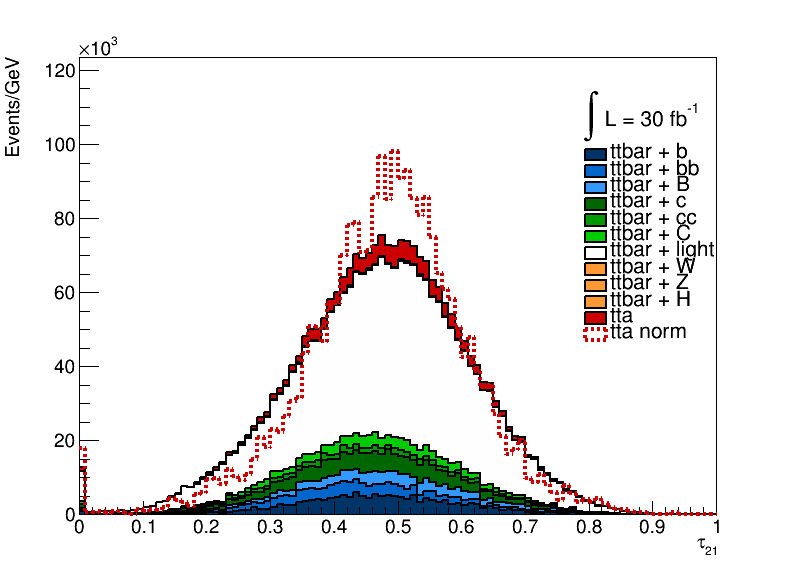 ×10³
Events/GeV
120
100
80
60
40
20
0
0 0.1 0.2 0.3 0.4 0.5 0.6 0.7 0.8 0.9 1
τ₂₁
∫ L = 30 fb⁻¹
ttbar + b
ttbar + bb
ttbar + B
ttbar + c
ttbar + cc
ttbar + C
ttbar + light
ttbar + W
ttbar + Z
ttbar + H
tta
tta norm